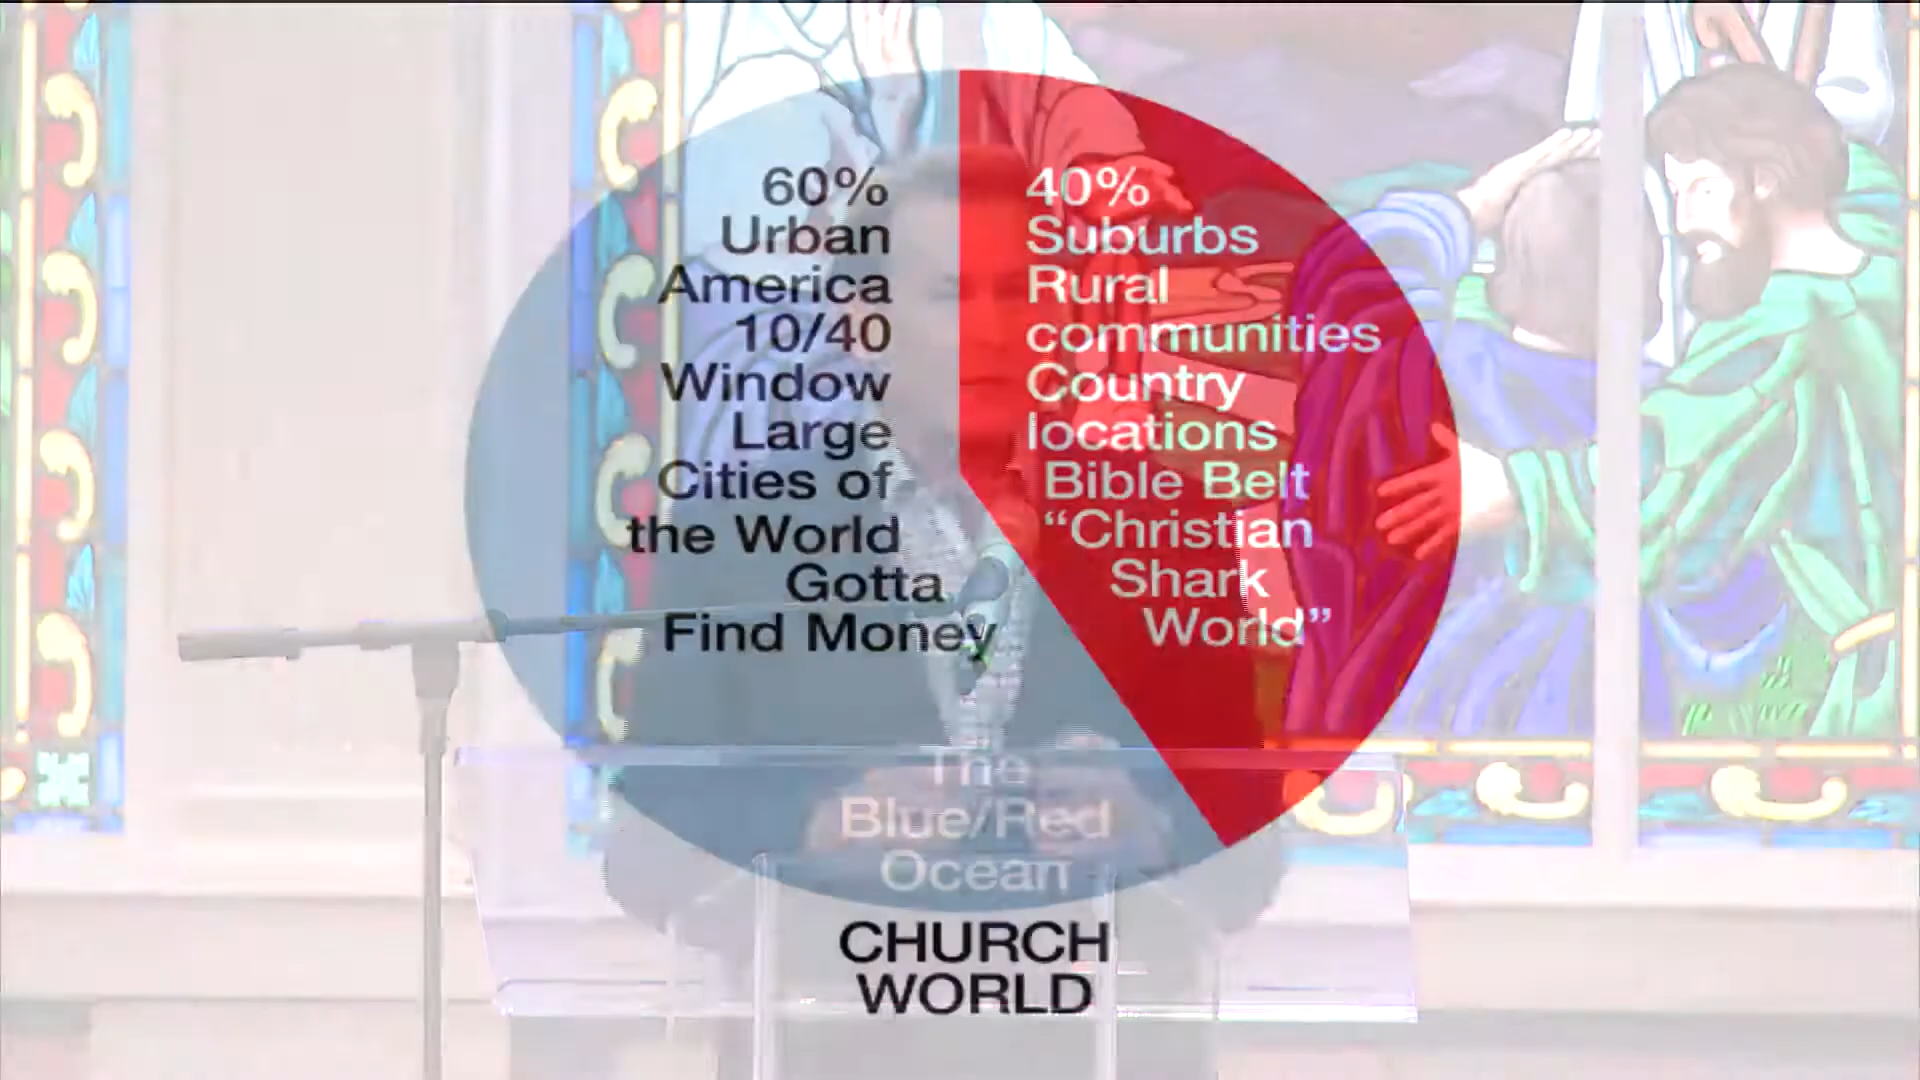 60%
Urban
America
10/40
Window
Large
Cities of
the World
Gotta
Find Money
40%
Suburbs
Rural
communities
Country
locations
Bible Belt
“Christian
Shark
World”
The
Blue/Red
Ocean
CHURCH
WORLD